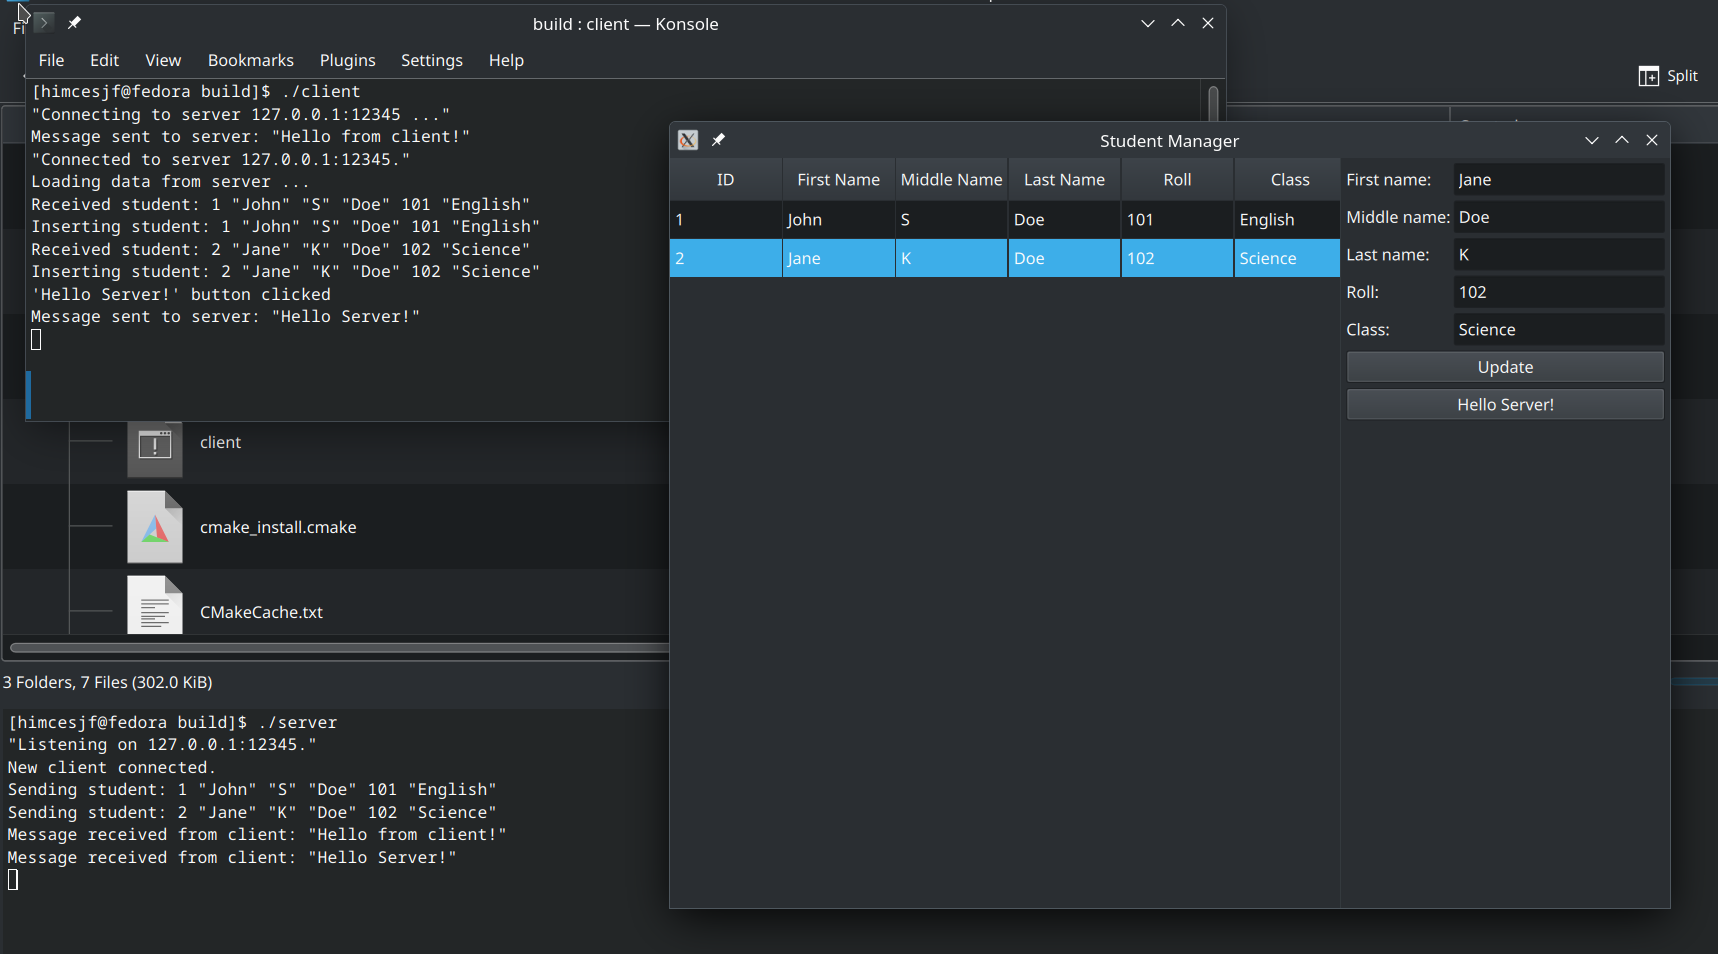 Fi
build : client — Konsole
File Edit View Bookmarks Plugins Settings Help
Split
[himcesjf@fedora build]$ ./client
"Connecting to server 127.0.0.1:12345 ..."
Message sent to server: "Hello from client!"
"Connected to server 127.0.0.1:12345."
Loading data from server ...
Received student: 1 "John" "S" "Doe" 101 "English"
Inserting student: 1 "John" "S" "Doe" 101 "English"
Received student: 2 "Jane" "K" "Doe" 102 "Science"
Inserting student: 2 "Jane" "K" "Doe" 102 "Science"
'Hello Server!' button clicked
Message sent to server: "Hello Server!"
Student Manager
ID First Name Middle Name Last Name Roll Class
1 John S Doe 101 English
2 Jane K Doe 102 Science
First name: Jane
Middle name: Doe
Last name: K
Roll: 102
Class: Science
Update
Hello Server!
client
cmake_install.cmake
CMakeCache.txt
3 Folders, 7 Files (302.0 KiB)
[himcesjf@fedora build]$ ./server
"Listening on 127.0.0.1:12345."
New client connected.
Sending student: 1 "John" "S" "Doe" 101 "English"
Sending student: 2 "Jane" "K" "Doe" 102 "Science"
Message received from client: "Hello from client!"
Message received from client: "Hello Server!"